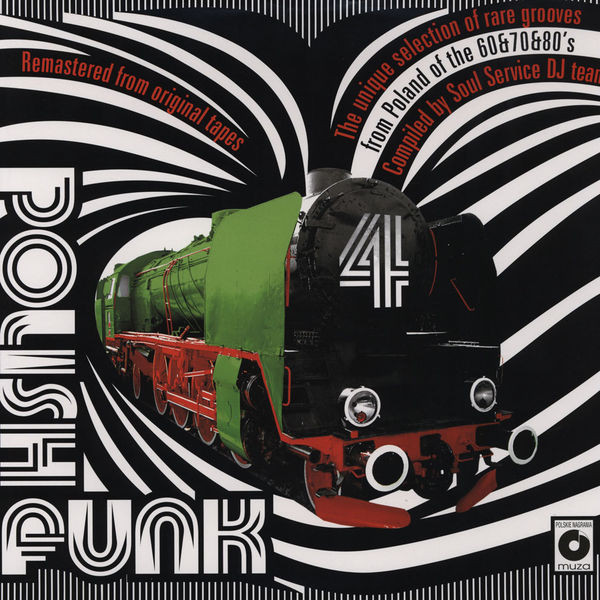 Remastered from original tapes
The unique selection of rare grooves
from Poland of the 60&70&80's
Compiled by Soul Service DJ team
4
POLISH
FUNK
POLSKIE NAGRANIA
muza